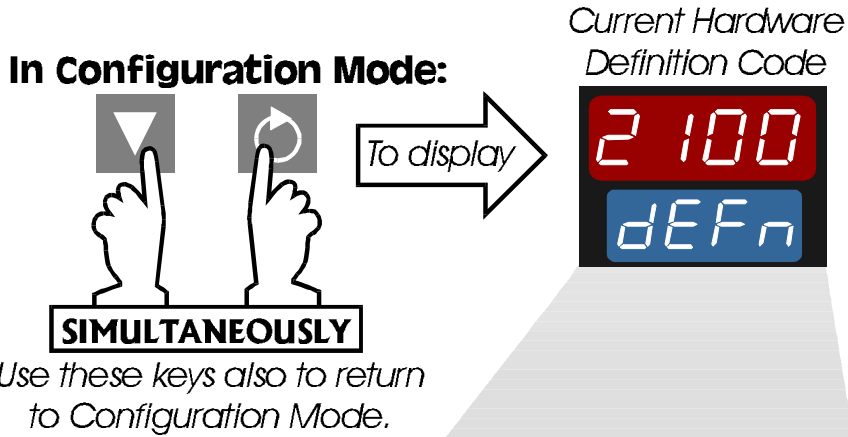 Current Hardware
Definition Code
In Configuration Mode:
To display
2100
dEFn
SIMULTANEOUSLY
Use these keys also to return
to Configuration Mode.